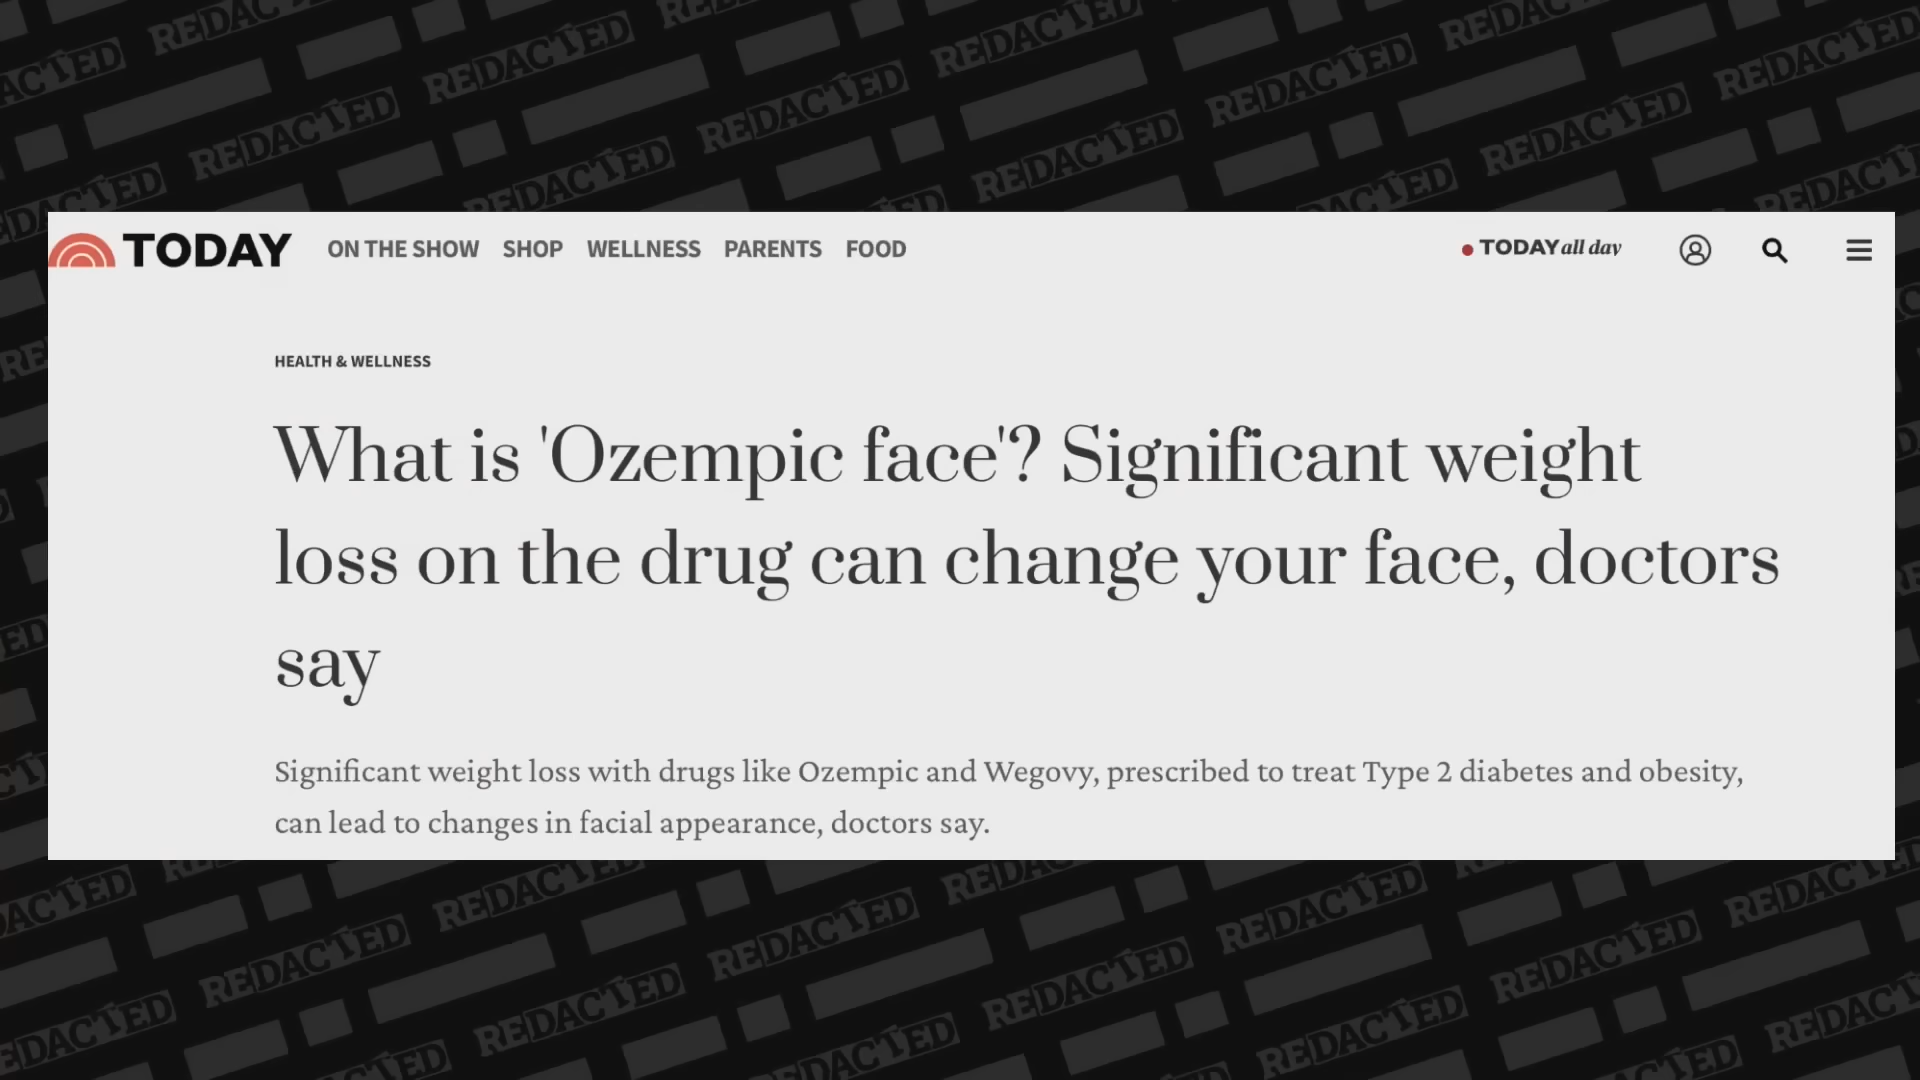 TODAY ON THE SHOW SHOP WELLNESS PARENTS FOOD TODAY all day
HEALTH & WELLNESS
What is 'Ozempic face'? Significant weight
loss on the drug can change your face, doctors
say
Significant weight loss with drugs like Ozempic and Wegovy, prescribed to treat Type 2 diabetes and obesity,
can lead to changes in facial appearance, doctors say.
REDACTED